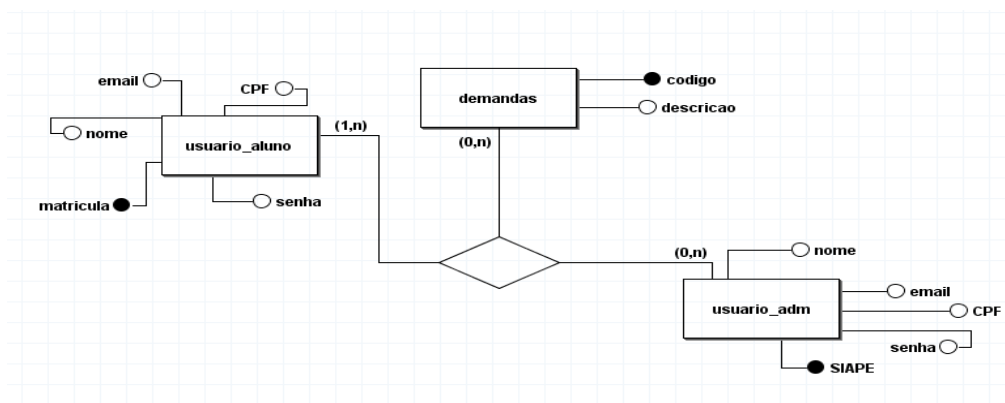 email
CPF
nome
usuario_aluno
(1,n)
matricula
senha
demandas
codigo
descricao
(0,n)
(0,n)
nome
usuario_adm
email
CPF
senha
SIAPE